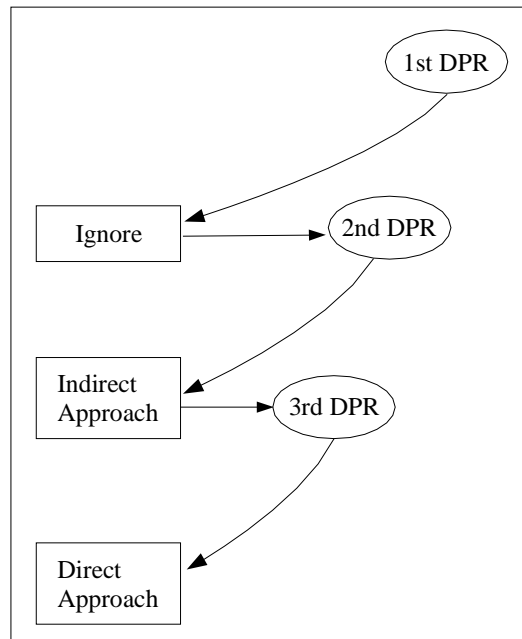 1st DPR
Ignore
2nd DPR
Indirect
Approach
3rd DPR
Direct
Approach